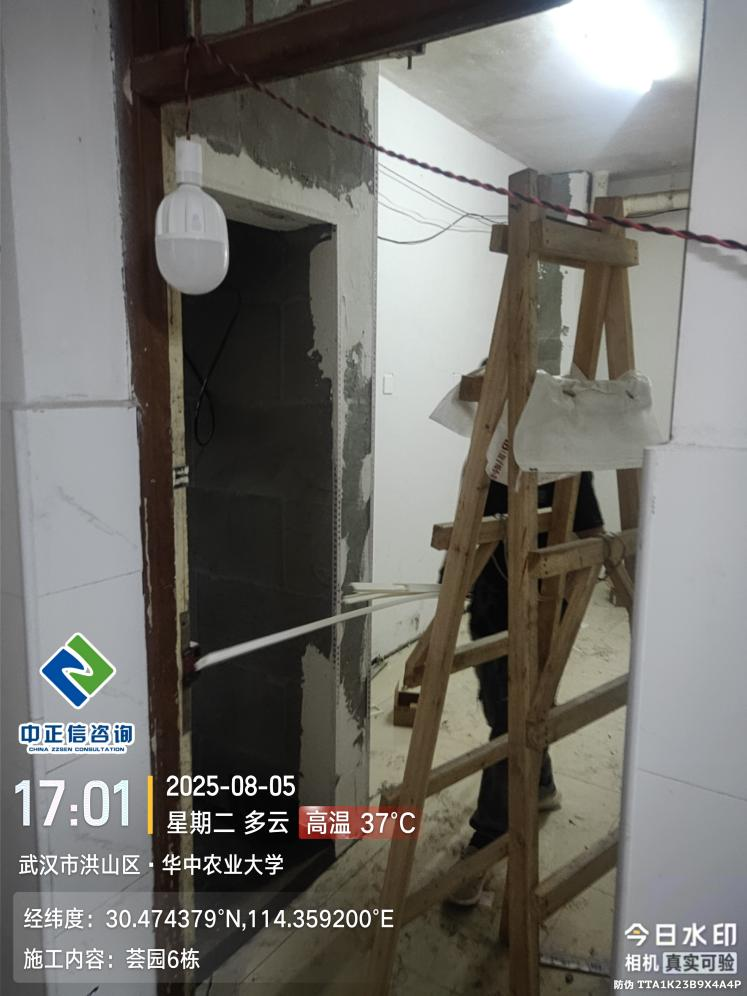 中正信咨询
CHINA ZZSEN CONSULTATION
17:01
2025-08-05
星期二 多云 高温 37°C
武汉市洪山区·华中农业大学
经纬度：30.474379°N,114.359200°E
施工内容：荟园6栋
今日水印
相机 真实可验
防伪 TTA1K23B9X4A4P